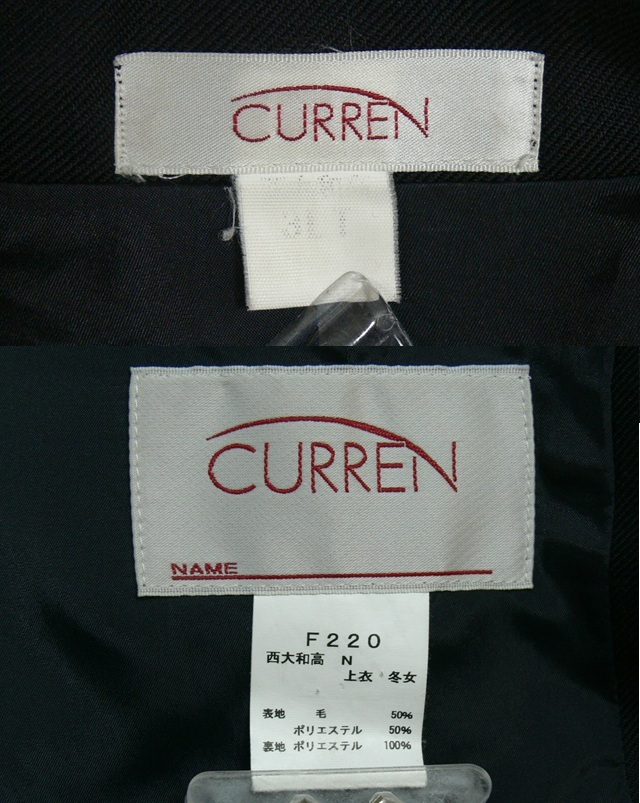 CURREN
CURREN
NAME
F220
西大和高 N
上衣 冬女
表地 毛 50%
ポリエステル 50%
裏地 ポリエステル 100%